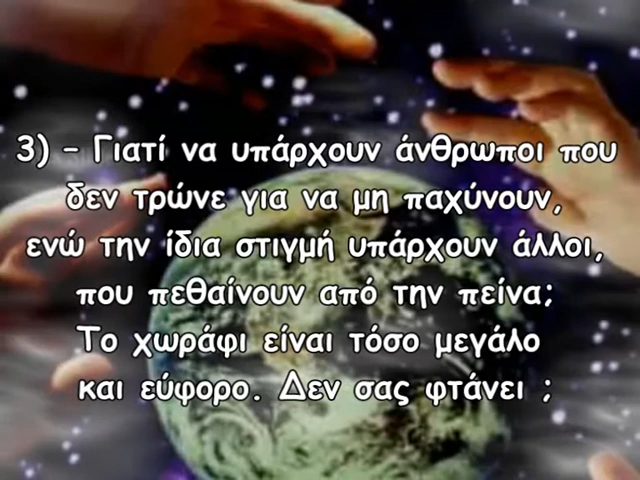 3) – Γιατί να υπάρχουν άνθρωποι που
δεν τρώνε για να μη παχύνουν,
ενώ την ίδια στιγμή υπάρχουν άλλοι,
που πεθαίνουν από την πείνα;
Το χωράφι είναι τόσο μεγάλο
και εύφορο. Δεν σας φτάνει ;